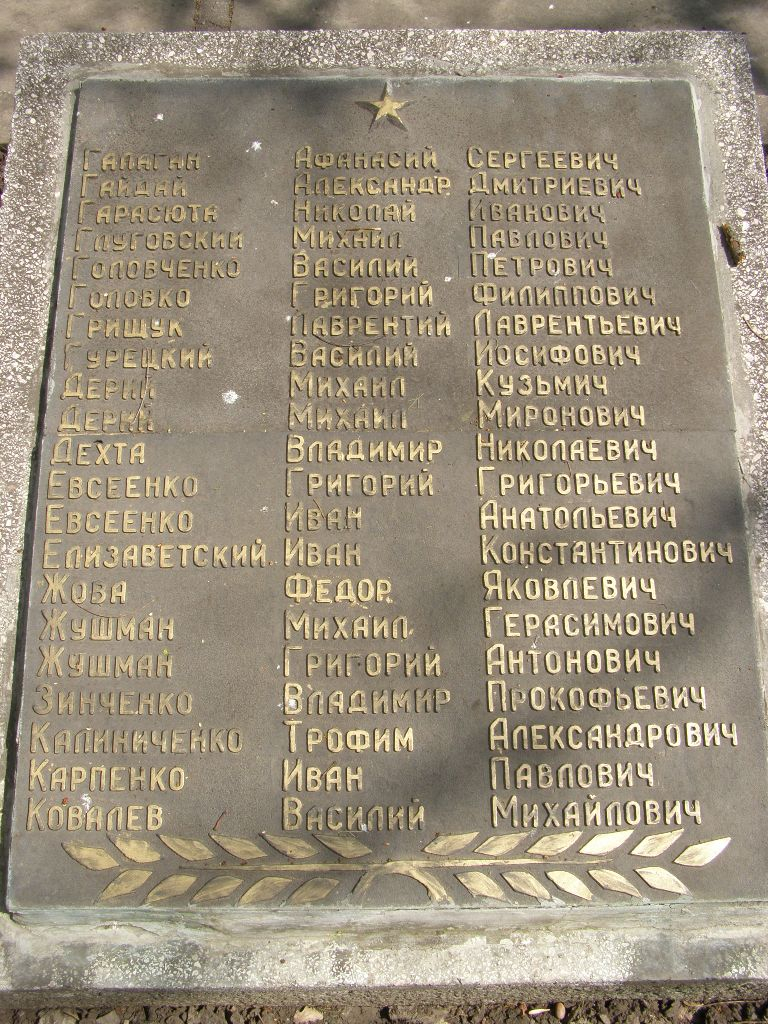 Галаган Афанасий Сергеевич
Гайдай Александр Дмитриевич
Гарасюта Николай Иванович
Глуговский Михаил Павлович
Головченко Василий Петрович
Головко Григорий Филиппович
Грищук Лаврентий Лаврентьевич
Гурецкий Василий Иосифович
Дерий Михаил Кузьмич
Дерий Михаил Миронович
Дехта Владимир Николаевич
Евсеенко Григорий Григорьевич
Евсеенко Иван Анатольевич
Елизаветский Иван Константинович
Жова Федор Яковлевич
Жушман Михаил Герасимович
Жушман Григорий Антонович
Зинченко Владимир Прокофьевич
Калиниченко Трофим Александрович
Карпенко Иван Павлович
Ковалев Василий Михайлович